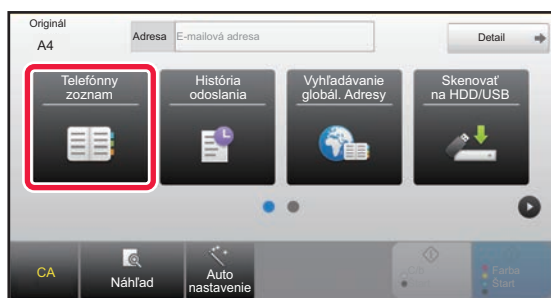 Originál
A4
Adresa
E-mailová adresa
Detail
Telefónny
zoznam
História
odoslania
Vyhľadávanie
globál. Adresy
Skenovať
na HDD/USB
CA
Náhľad
Auto
nastavenie
Farba
Štart